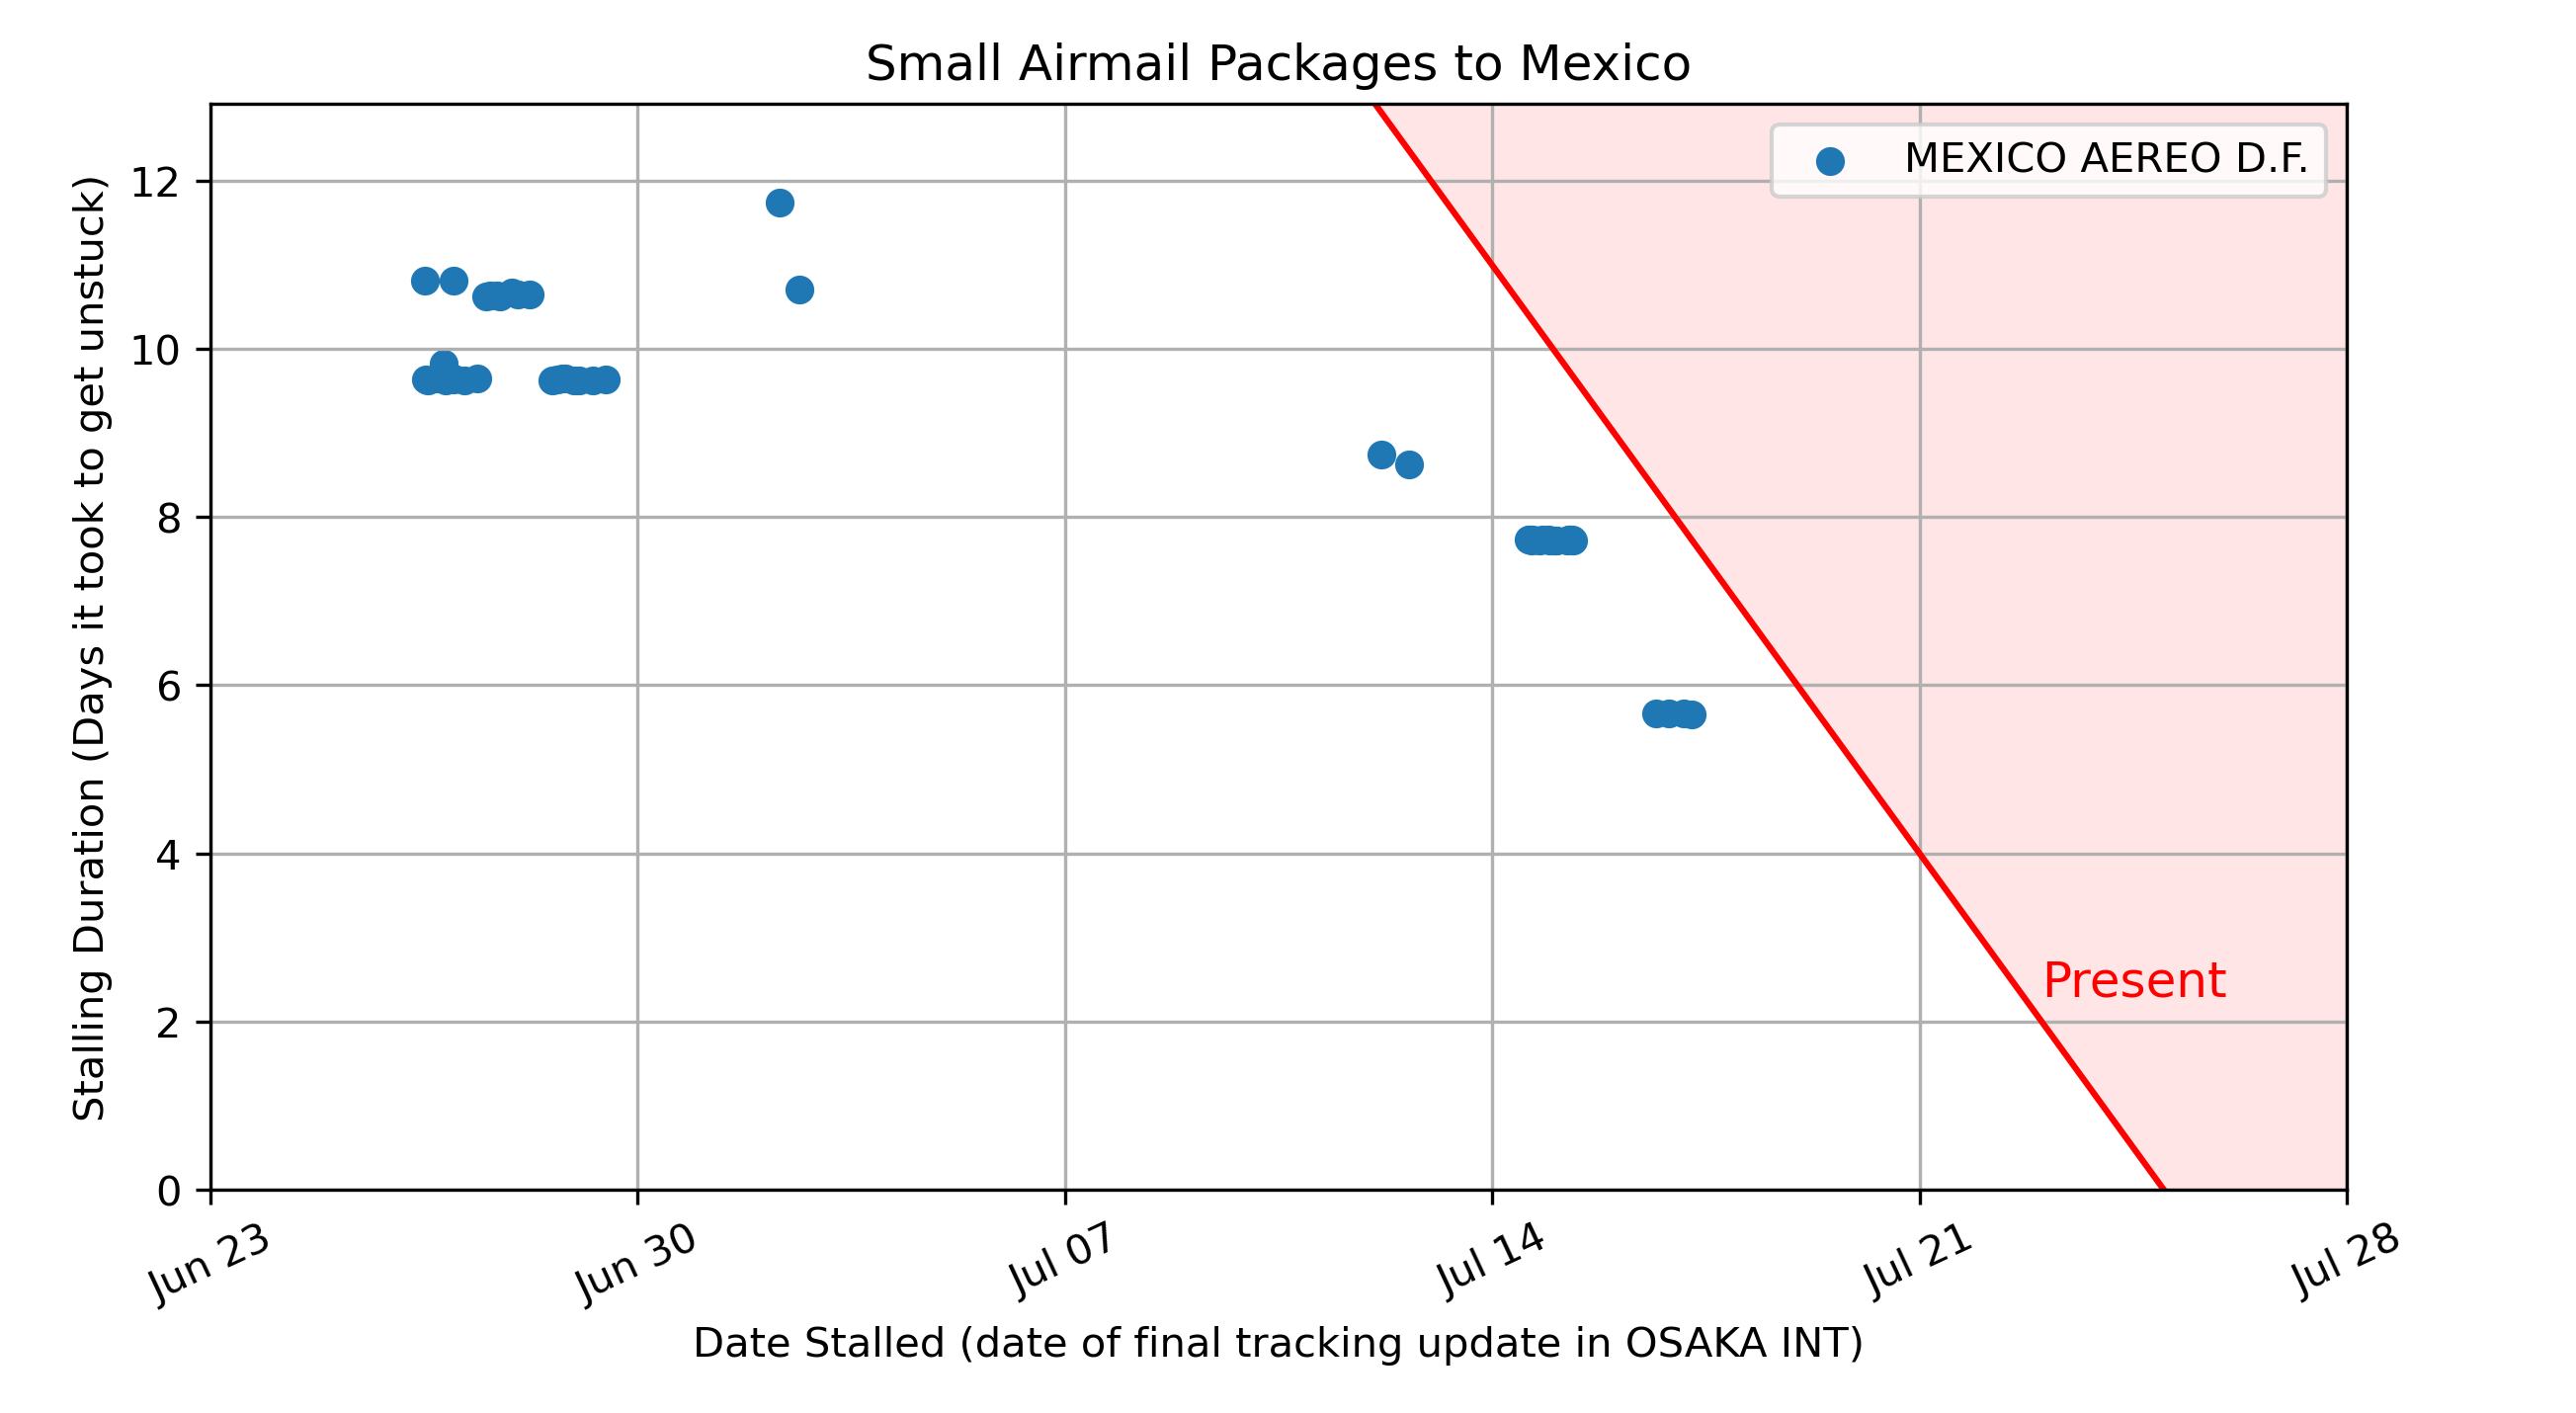 Small Airmail Packages to Mexico
MEXICO AEREO D.F.
Stalling Duration (Days it took to get unstuck)
12
10
8
6
4
2
0
Present
Jun 23
Jun 30
Jul 07
Jul 14
Jul 21
Jul 28
Date Stalled (date of final tracking update in OSAKA INT)